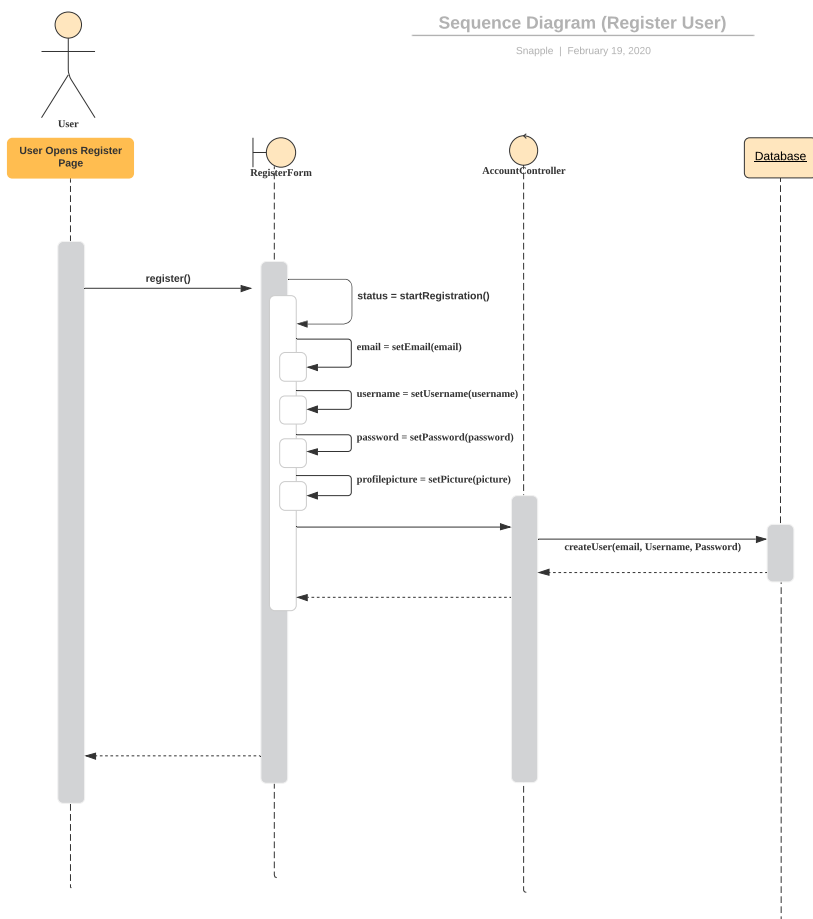 Sequence Diagram (Register User)
Snapple | February 19, 2020
User
User Opens Register
Page
RegisterForm
AccountController
Database
register()
status = startRegistration()
email = setEmail(email)
username = setUsername(username)
password = setPassword(password)
profilepicture = setPicture(picture)
createUser(email, Username, Password)